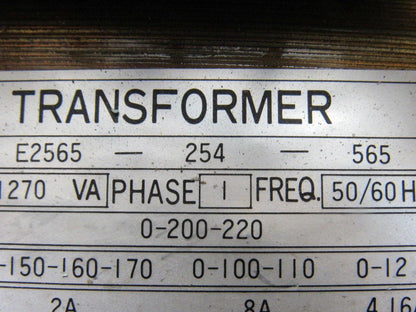 TRANSFORMER
E2565 — 254 — 565
1270 VA PHASE 1 FREQ. 50/60H
0-200-220
-150-160-170 0-100-110 0-12
2A 8A 4.16